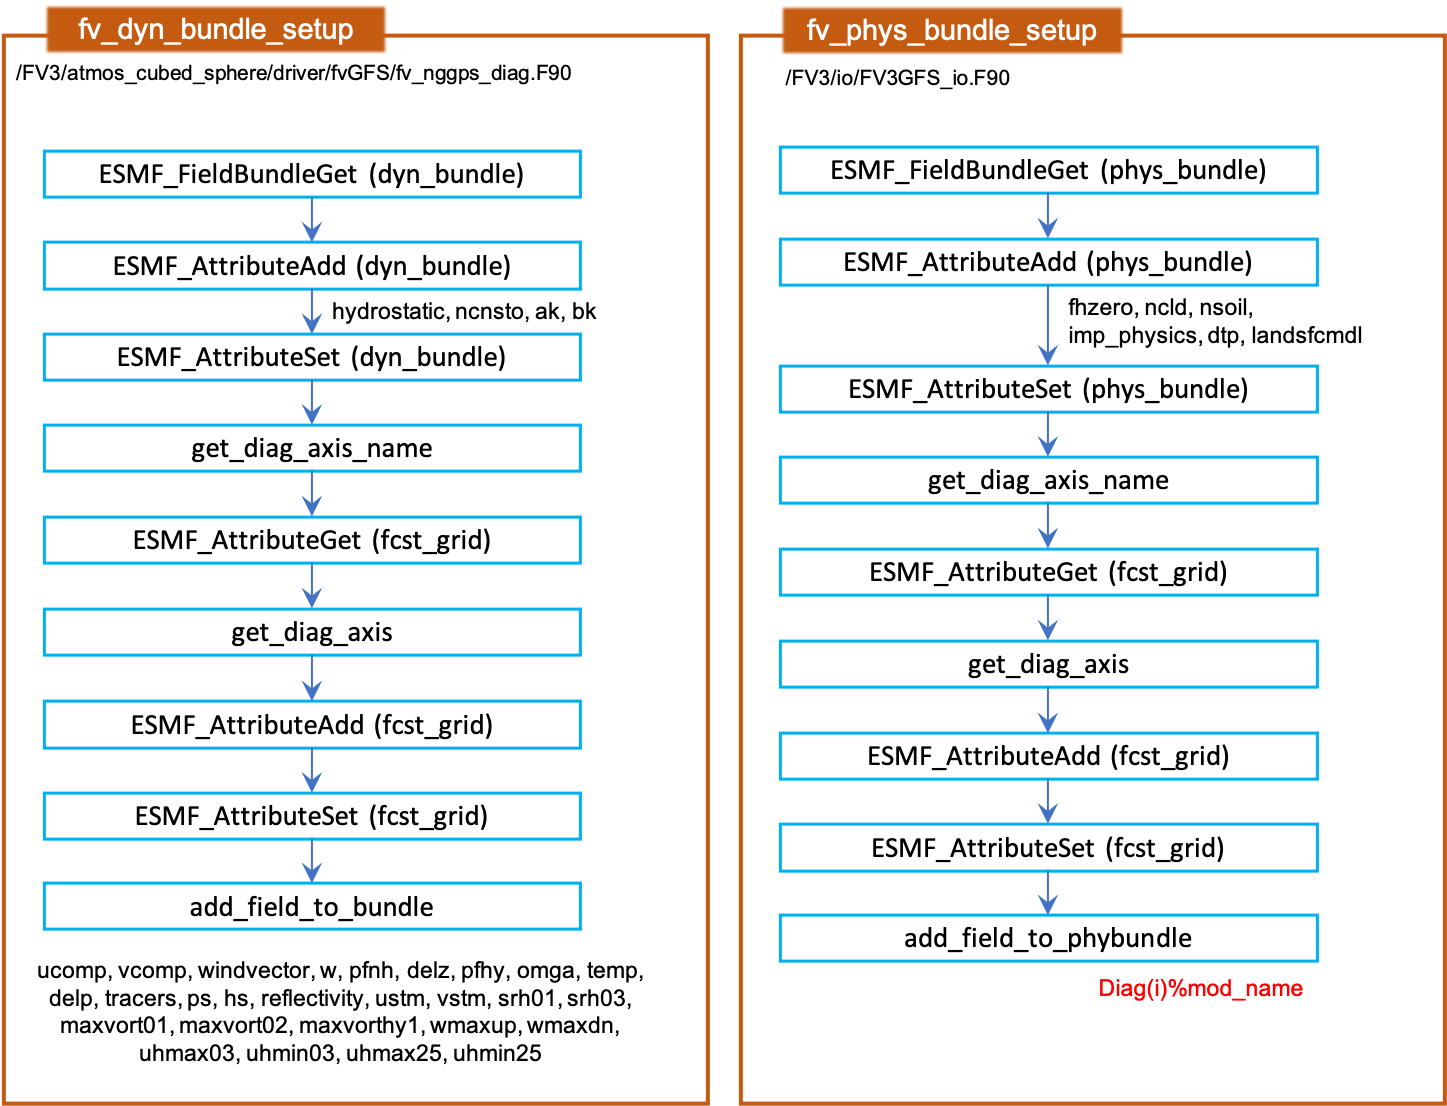 fv_dyn_bundle_setup
/FV3/atmos_cubed_sphere/driver/fvGFS/fv_nggps_diag.F90
ESMF_FieldBundleGet (dyn_bundle)
ESMF_AttributeAdd (dyn_bundle)
hydrostatic, ncnsto, ak, bk
ESMF_AttributeSet (dyn_bundle)
get_diag_axis_name
ESMF_AttributeGet (fcst_grid)
get_diag_axis
ESMF_AttributeAdd (fcst_grid)
ESMF_AttributeSet (fcst_grid)
add_field_to_bundle
ucomp, vcomp, windvector, w, pfnh, delz, pfhy, omga, temp,
delp, tracers, ps, hs, reflectivity, ustm, vstm, srh01, srh03,
maxvort01, maxvort02, maxvorthy1, wmaxup, wmaxdn,
uhmax03, uhmin03, uhmax25, uhmin25
fv_phys_bundle_setup
/FV3/io/FV3GFS_io.F90
ESMF_FieldBundleGet (phys_bundle)
ESMF_AttributeAdd (phys_bundle)
fhzero, ncld, nsoil,
imp_physics, dtp, landsfcmdl
ESMF_AttributeSet (phys_bundle)
get_diag_axis_name
ESMF_AttributeGet (fcst_grid)
get_diag_axis
ESMF_AttributeAdd (fcst_grid)
ESMF_AttributeSet (fcst_grid)
add_field_to_phybundle
Diag(i)%mod_name